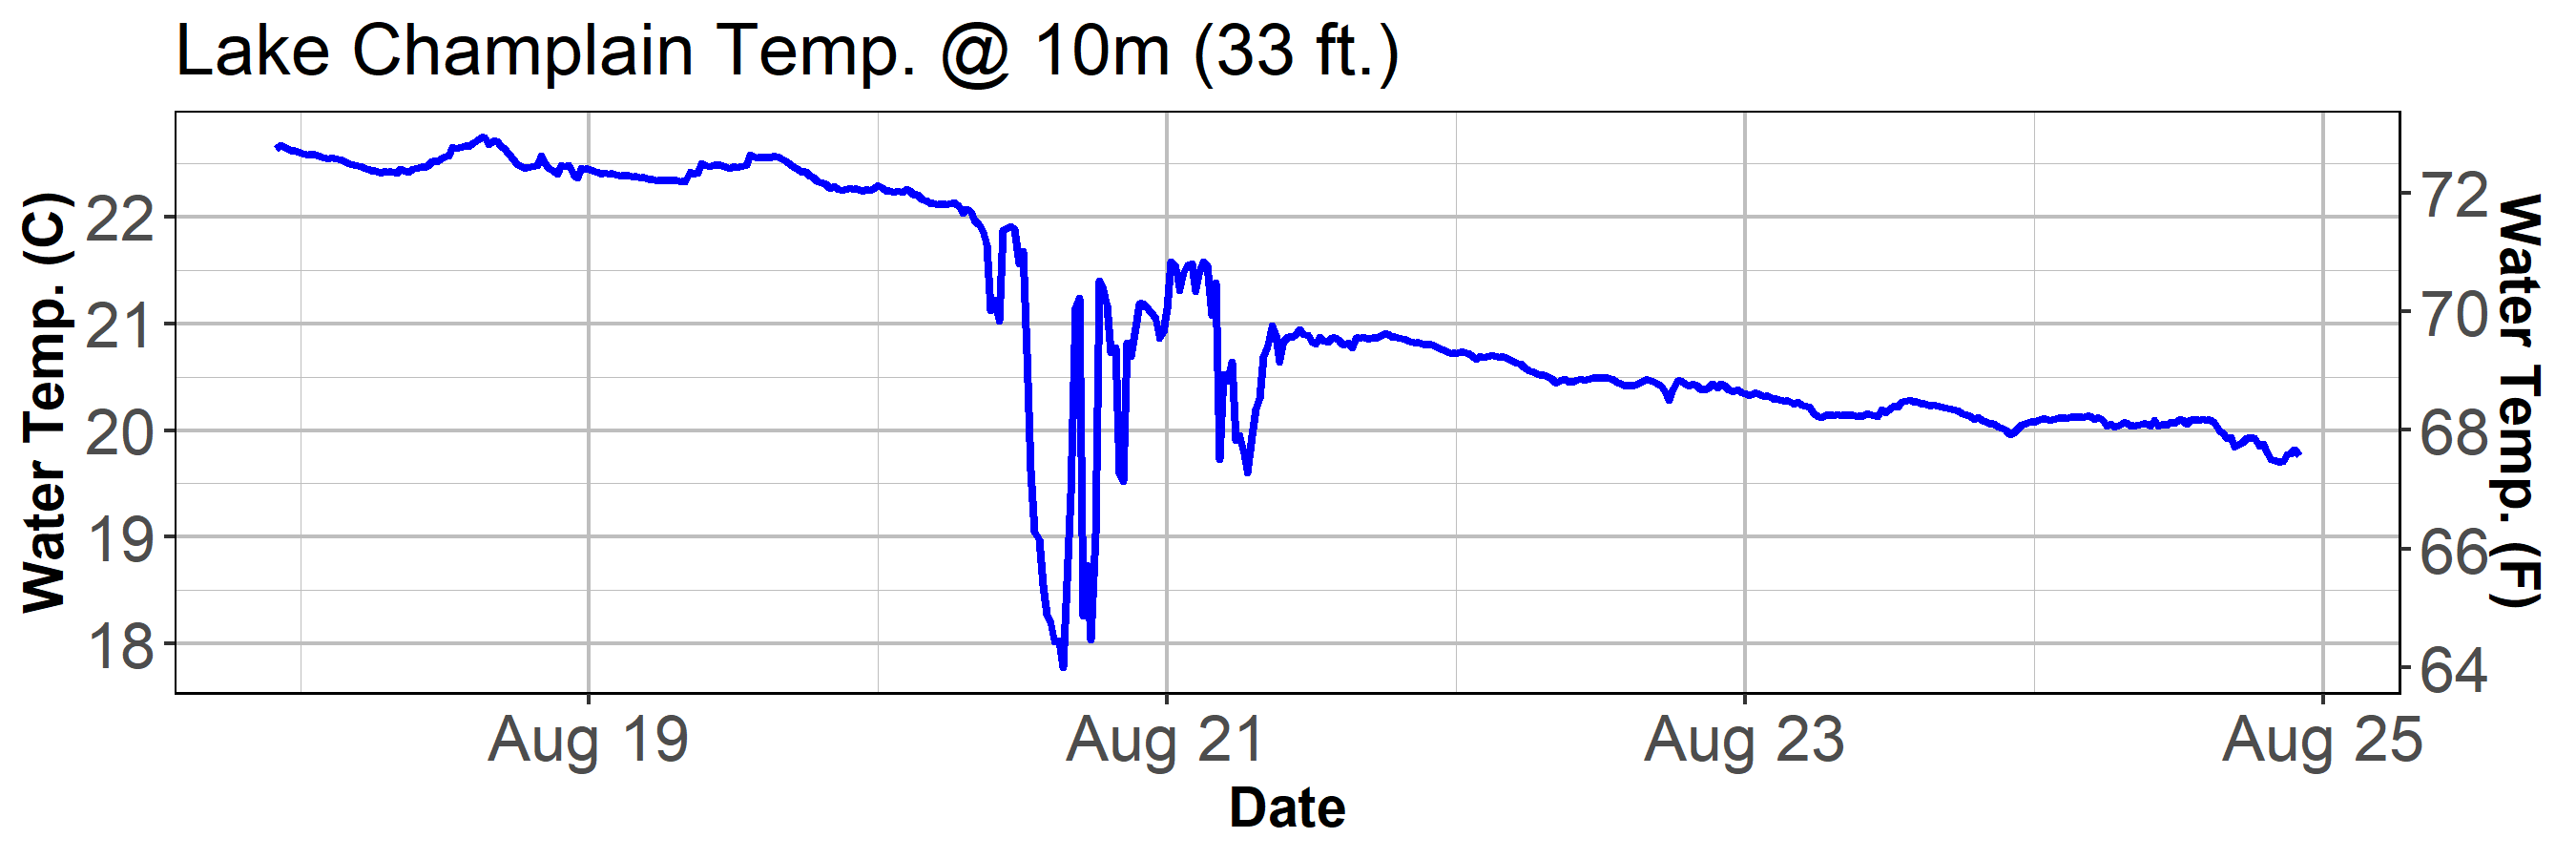 Lake Champlain Temp. @ 10m (33 ft.)
Water Temp. (C)
22
21
20
19
18
72
70
68
66
64
Water Temp. (F)
Aug 19
Aug 21
Aug 23
Aug 25
Date